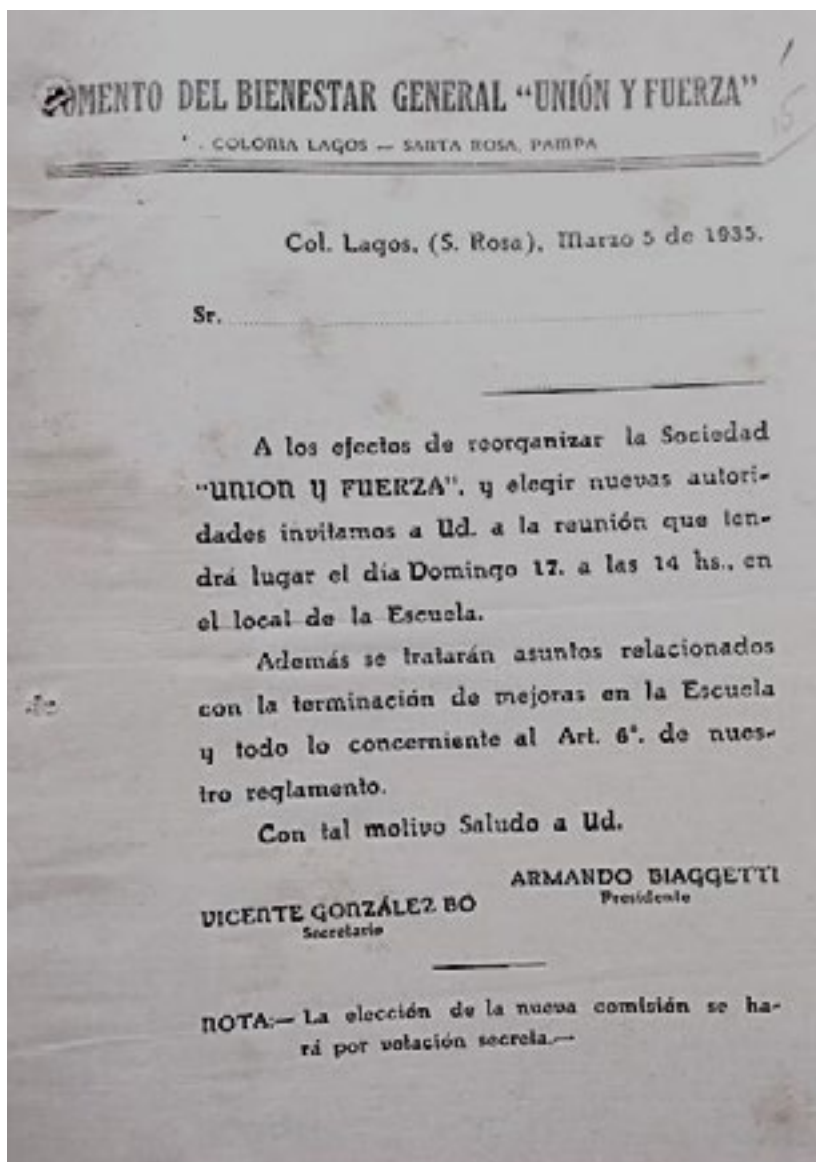 FOMENTO DEL BIENESTAR GENERAL “UNIÓN Y FUERZA”
COLONIA LAGOS — SANTA ROSA, PAMPA
Col. Lagos, (S. Rosa), Marzo 5 de 1935.
Sr.
A los efectos de reorganizar la Sociedad
“UNION Y FUERZA”, y elegir nuevas autori-
dades invitamos a Ud. a la reunión que ten-
drá lugar el día Domingo 17, a las 14 hs., en
el local de la Escuela.
Además se tratarán asuntos relacionados
con la terminación de mejoras en la Escuela
y todo lo concerniente al Art. 6°. de nues-
tro reglamento.
Con tal motivo Saludo a Ud.
ARMANDO BIAGGETTI
Presidente
VICENTE GONZÁLEZ BO
Secretario
NOTA:— La elección de la nueva comisión se ha-
rá por votación secreta.—